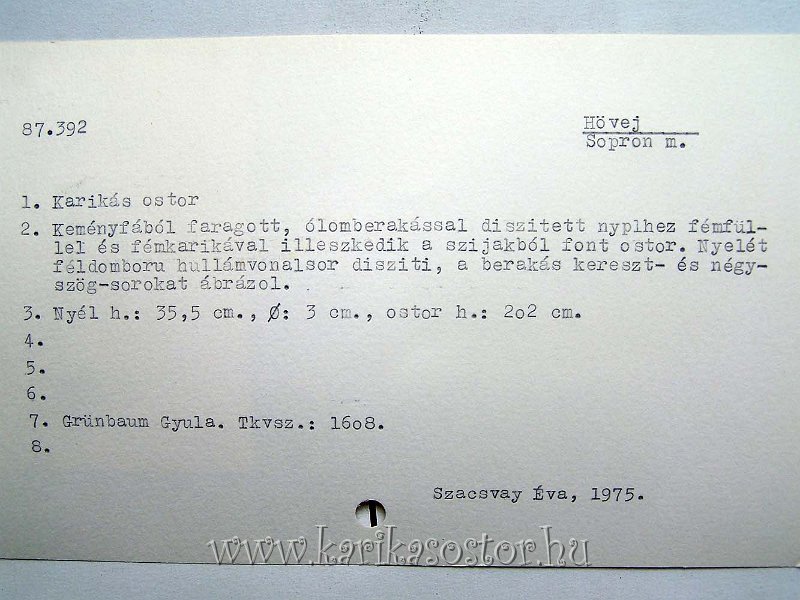 87.392
Hövej
Sopron m.
1. Karikás ostor
2. Keményfából faragott, ólomberakással diszitett nyplhez fémfül-
lel és fémkarikával illeszkedik a szijakból font ostor. Nyelét
féldomboru hullámvonalsor disziti, a berakás kereszt- és négy-
szög-sorokat ábrázol.
3. Nyél h.: 35,5 cm., Ø: 3 cm., ostor h.: 2o2 cm.
4.
5.
6.
7. Grünbaum Gyula. Tkvsz.: 16o8.
8.
Szacsvay Éva, 1975.
www.karikasostor.hu